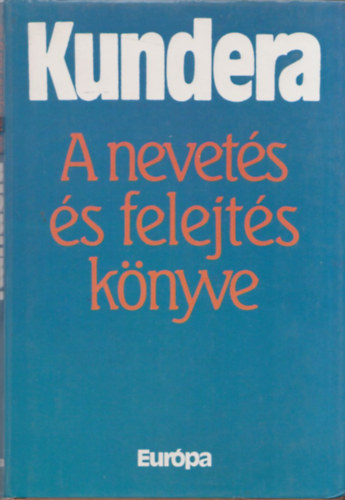 Kundera
A nevetés
és felejtés
könyve
Európa